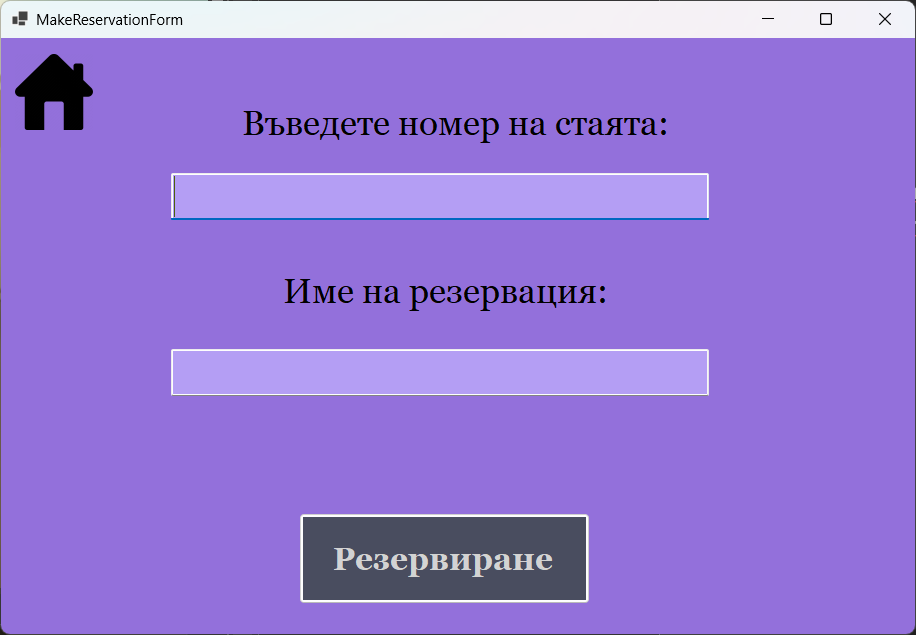 MakeReservationForm
Въведете номер на стаята:
Име на резервация:
Резервиране